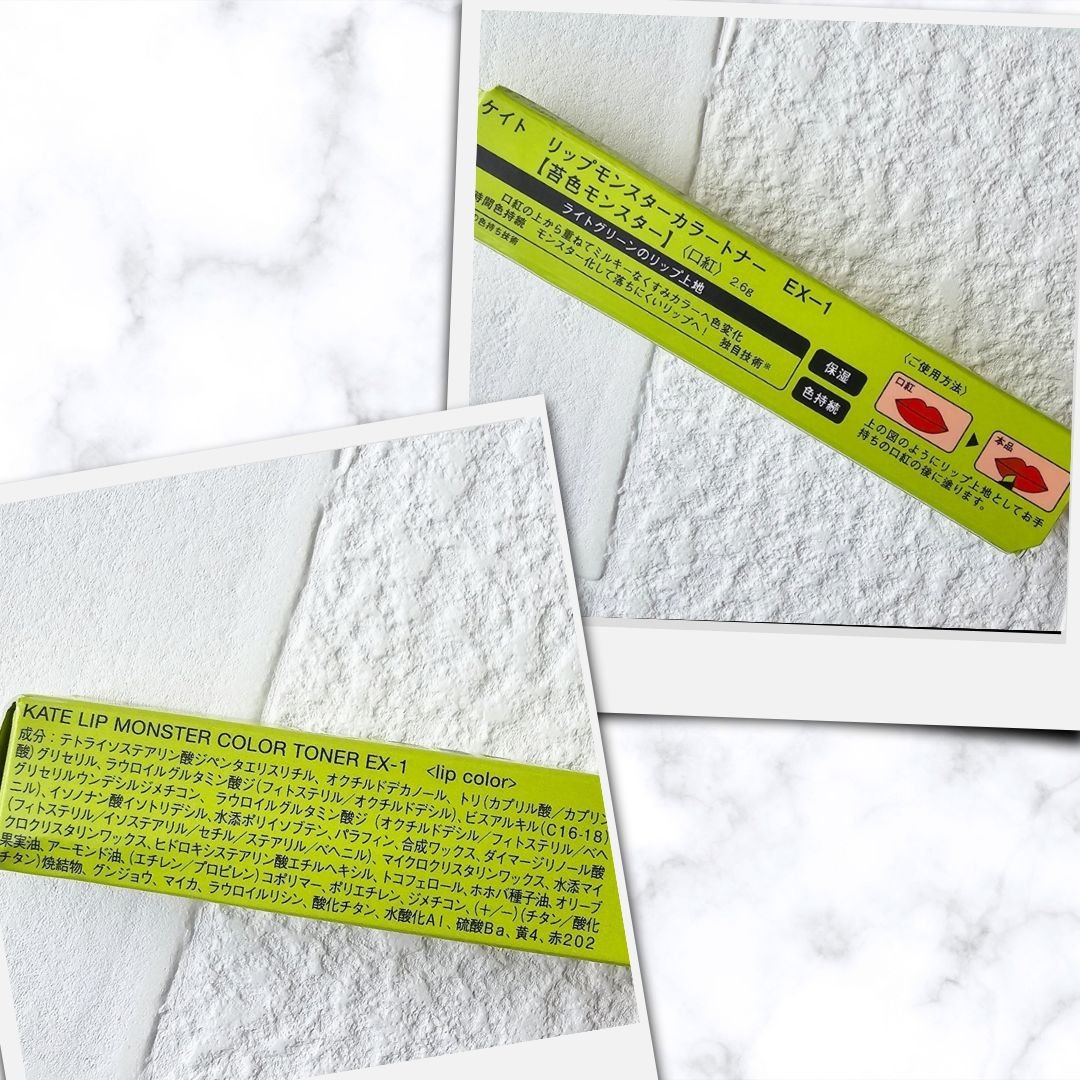 ケイト リップモンスターカラートナー EX-1
【苔色モンスター】〈口紅〉 2.6g
ライトグリーンのリップ上地
口紅の上から重ねてミルキーなくすみカラーへ色変化
時間色持続 モンスター化して落ちにくいリップへ! 独自技術※
の色持ち技術
保湿
色持続
〈ご使用方法〉
口紅
本品
上の図のようにリップ上地としてお手
持ちの口紅の後に塗ります。
KATE LIP MONSTER COLOR TONER EX-1 <lip color>
成分:テトライソステアリン酸ジペンタエリスリチル、オクチルドデカノール、トリ(カプリル酸/カプリン
酸)グリセリル、ラウロイルグルタミン酸ジ(フィトステリル/オクチルドデシル)、ビスアルキル(C16-18)
グリセリルウンデシルジメチコン、ラウロイルグルタミン酸ジ(オクチルドデシル/フィトステリル/ベヘ
ニル)、イソノナン酸イソトリデシル、水添ポリイソブテン、パラフィン、合成ワックス、ダイマージリノール酸
(フィトステリル/イソステアリル/セチル/ステアリル/ベヘニル)、マイクロクリスタリンワックス、水添マイ
クロクリスタリンワックス、ヒドロキシステアリン酸エチルヘキシル、トコフェロール、ホホバ種子油、オリーブ
果実油、アーモンド油、(エチレン/プロピレン)コポリマー、ポリエチレン、ジメチコン、(+/-)(チタン/酸化
チタン)焼結物、グンジョウ、マイカ、ラウロイルリシン、酸化チタン、水酸化Al、硫酸Ba、黄4、赤202